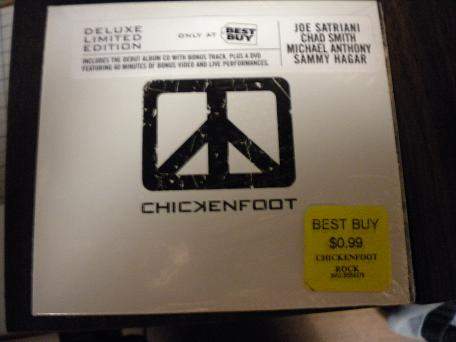 DELUXE
LIMITED
EDITION
ONLY AT
BEST
BUY
JOE SATRIANI
CHAD SMITH
MICHAEL ANTHONY
SAMMY HAGAR
INCLUDES THE DEBUT ALBUM CD WITH BONUS TRACK, PLUS A DVD
FEATURING 60 MINUTES OF BONUS VIDEO AND LIVE PERFORMANCES.
CHICKENFOOT
BEST BUY
$0.99
CHICKENFOOT
ROCK